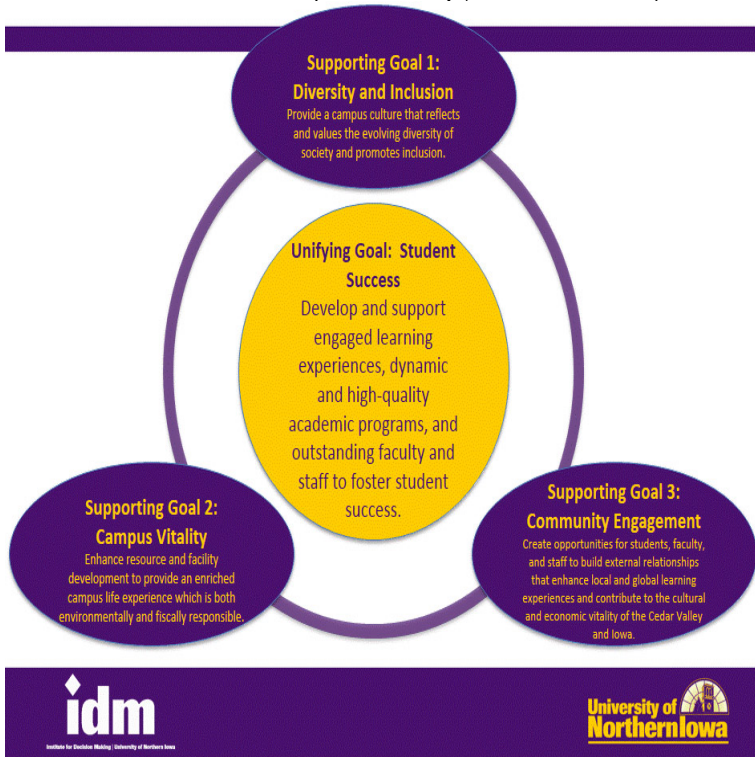 Supporting Goal 1:
Diversity and Inclusion
Provide a campus culture that reflects
and values the evolving diversity of
society and promotes inclusion.
Unifying Goal: Student
Success
Develop and support
engaged learning
experiences, dynamic
and high-quality
academic programs, and
outstanding faculty and
staff to foster student
success.
Supporting Goal 2:
Campus Vitality
Enhance resource and facility
development to provide an enriched
campus life experience which is both
environmentally and fiscally responsible.
Supporting Goal 3:
Community Engagement
Create opportunities for students, faculty,
and staff to build external relationships
that enhance local and global learning
experiences and contribute to the cultural
and economic vitality of the Cedar Valley
and Iowa.
idm
Institute for Decision Making | University of Northern Iowa
University of
NorthernIowa